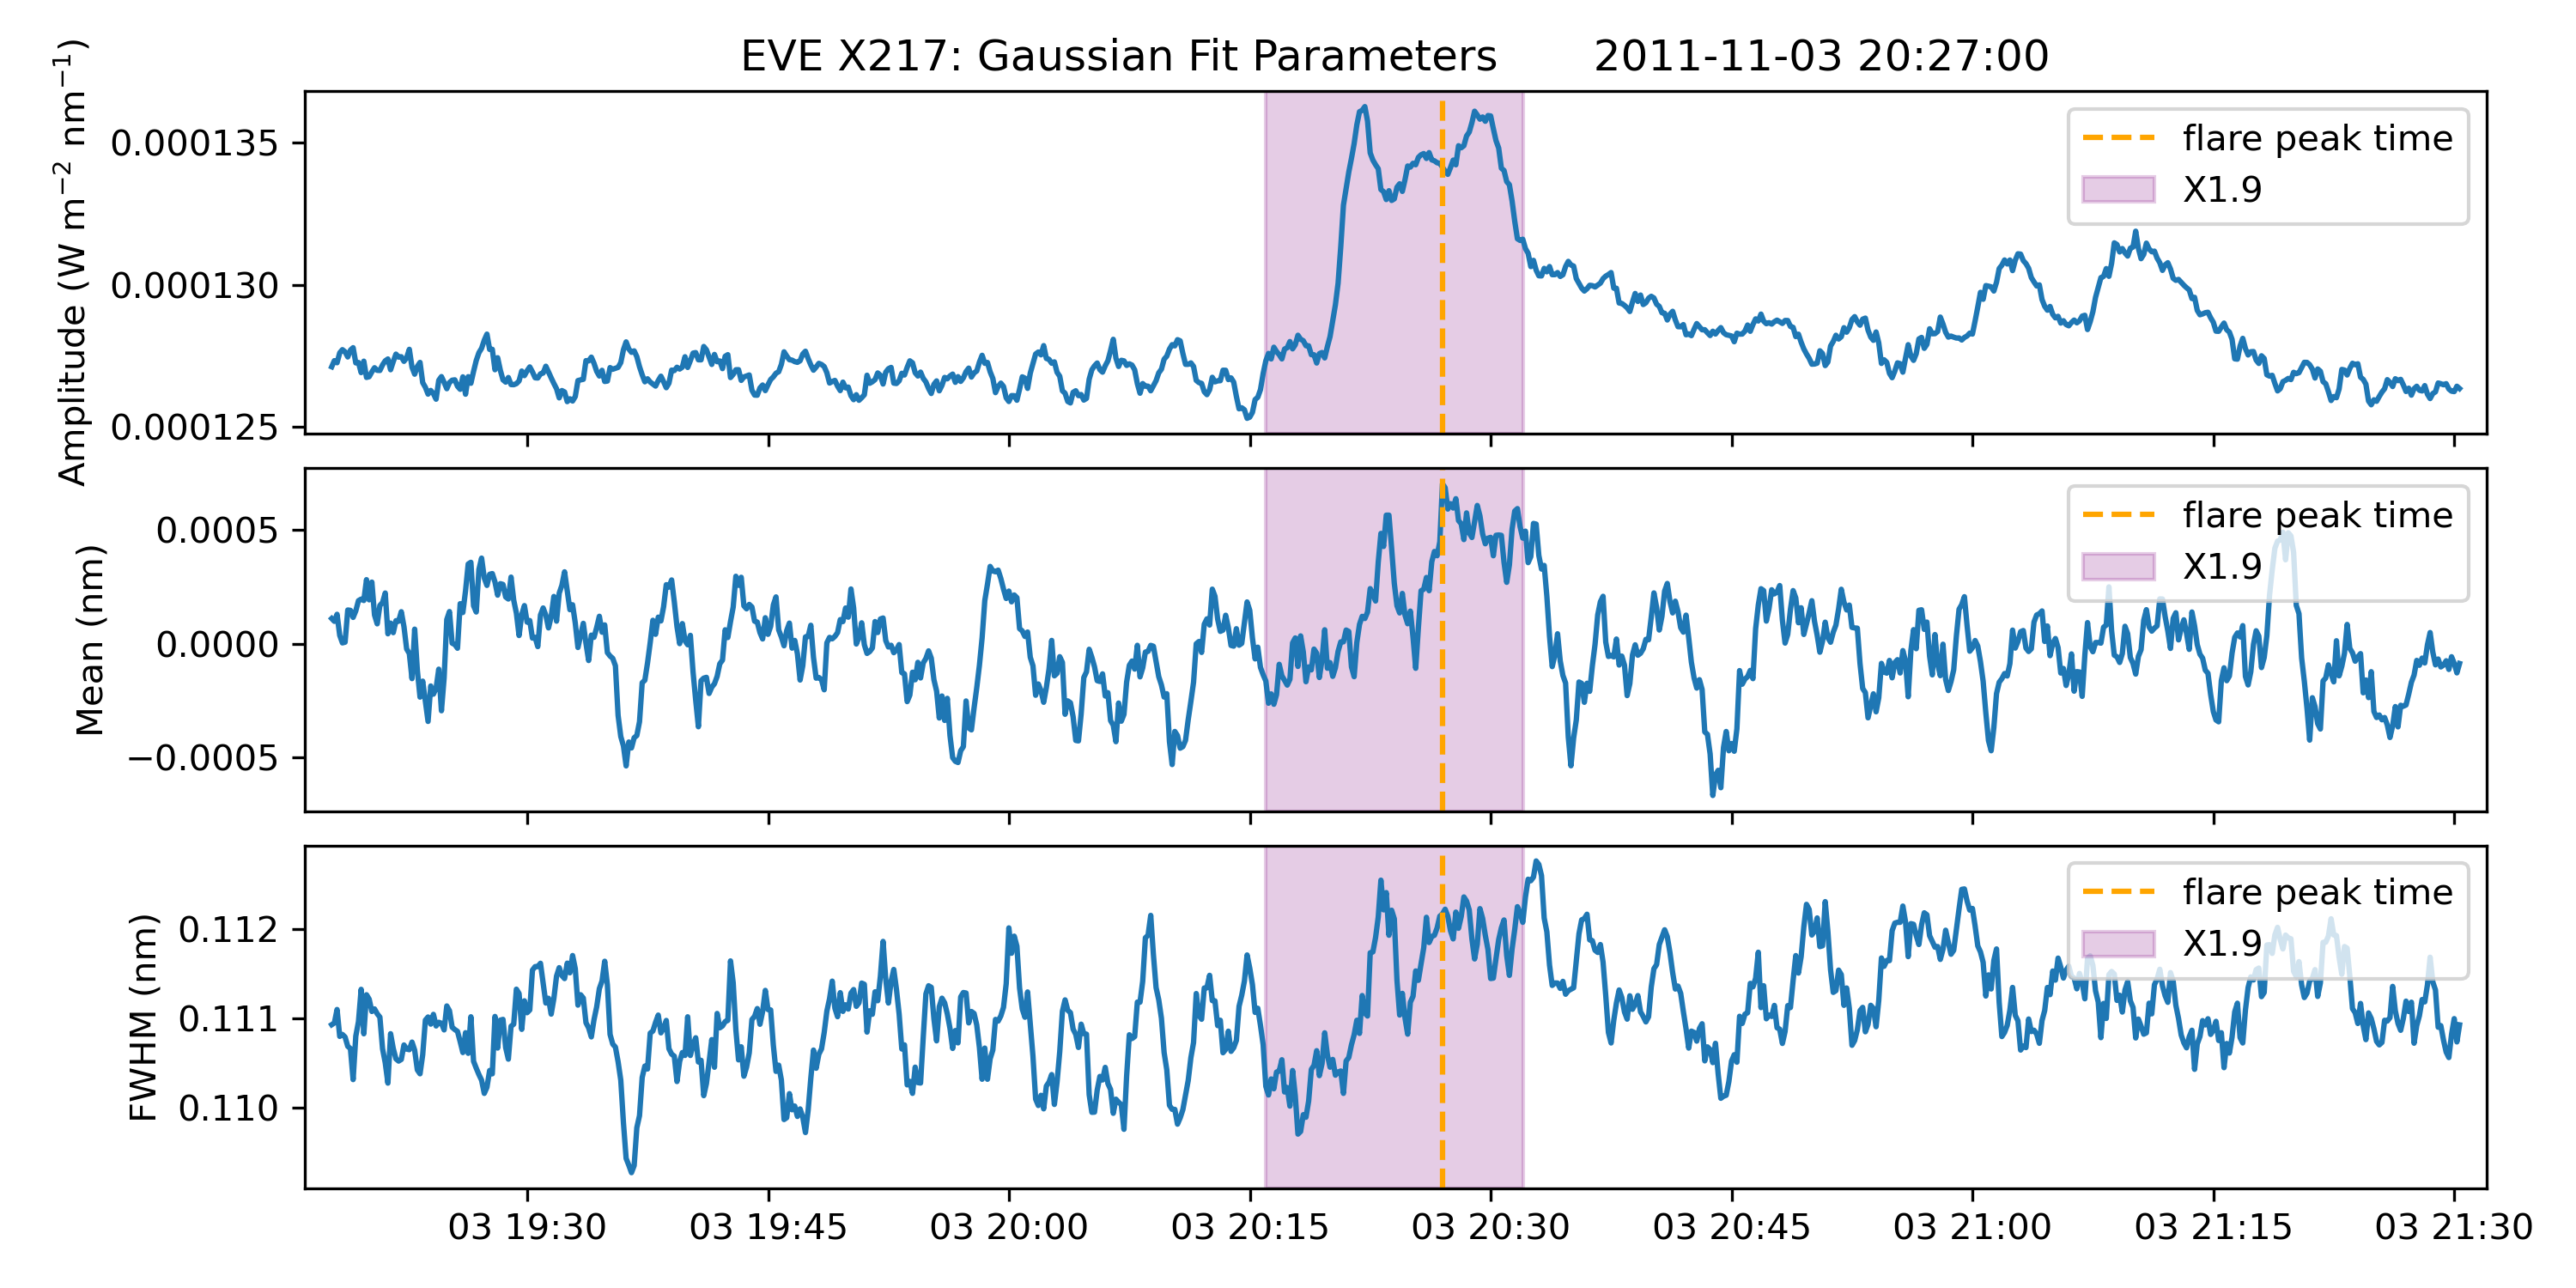 EVE X217: Gaussian Fit Parameters 2011-11-03 20:27:00
Amplitude (W m⁻² nm⁻¹)
0.000135
0.000130
0.000125
flare peak time
X1.9
Mean (nm)
0.0005
0.0000
−0.0005
flare peak time
X1.9
FWHM (nm)
0.112
0.111
0.110
flare peak time
X1.9
03 19:30 03 19:45 03 20:00 03 20:15 03 20:30 03 20:45 03 21:00 03 21:15 03 21:30